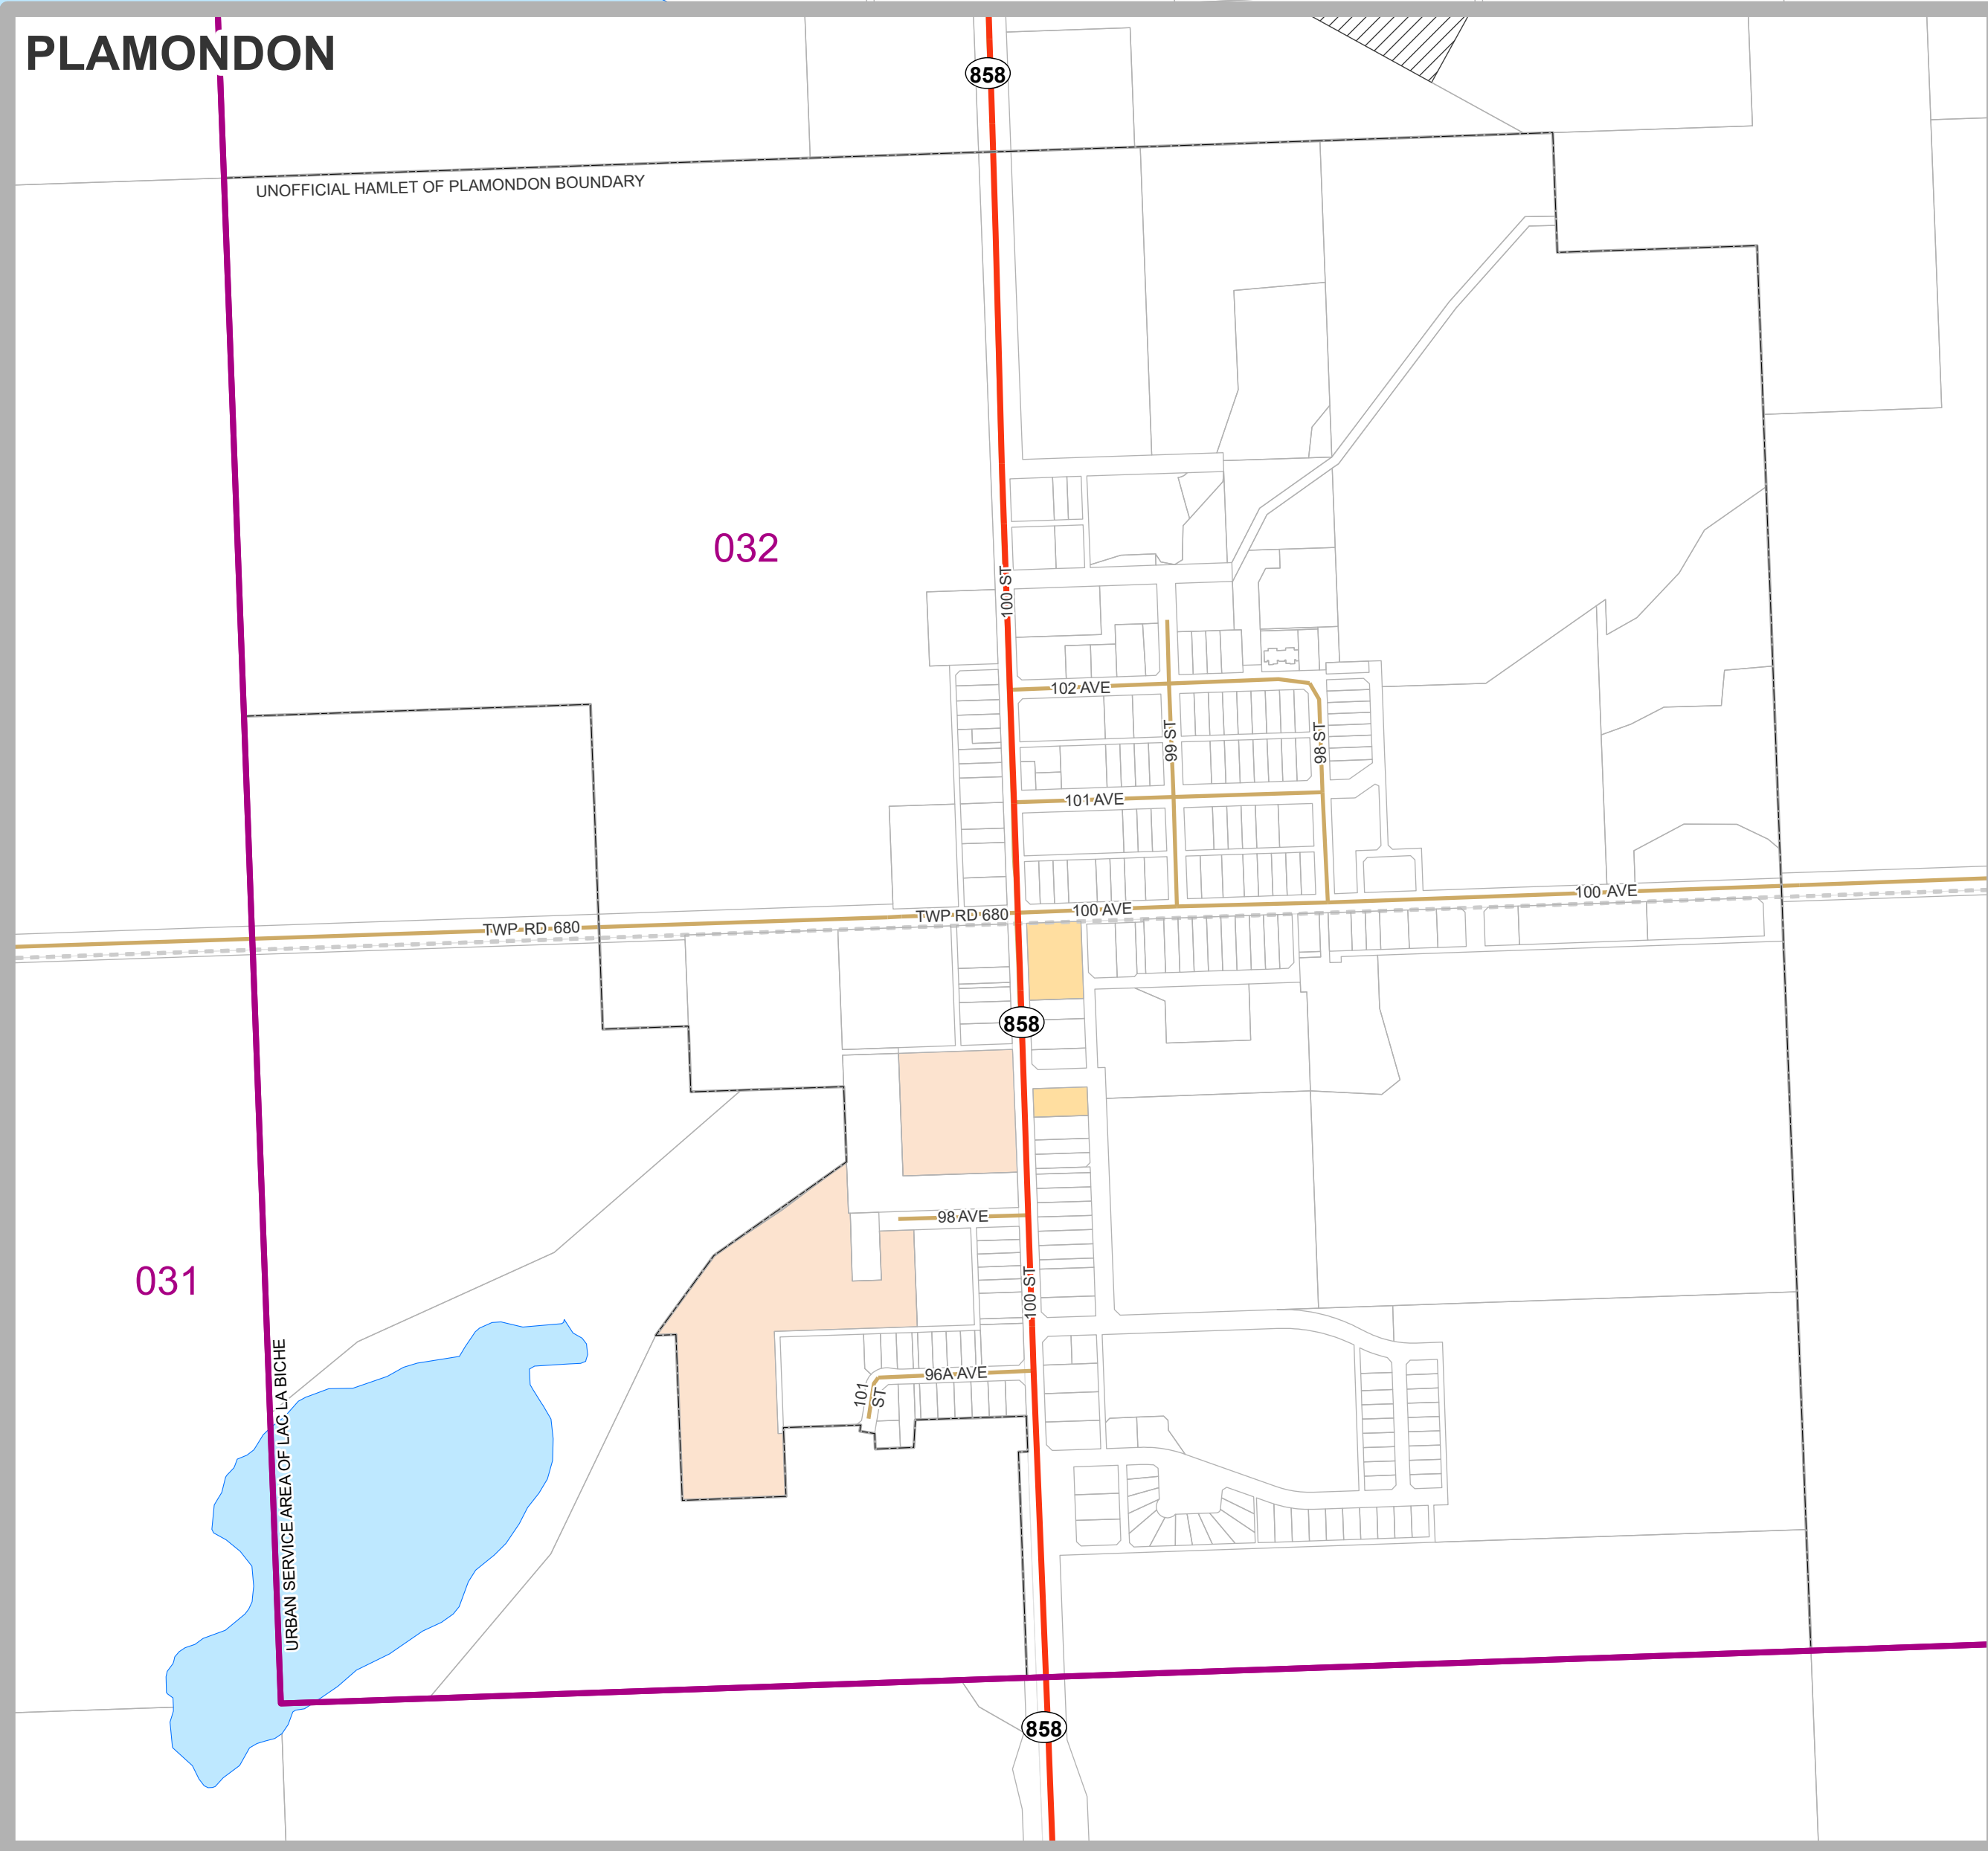 PLAMONDON
858
UNOFFICIAL HAMLET OF PLAMONDON BOUNDARY
032
100 ST
102 AVE
99 ST
98 ST
101 AVE
100 AVE
TWP RD 680
100 AVE
TWP RD 680
858
98 AVE
031
100 ST
URBAN SERVICE AREA OF LAC LA BICHE
96A AVE
101
ST
858